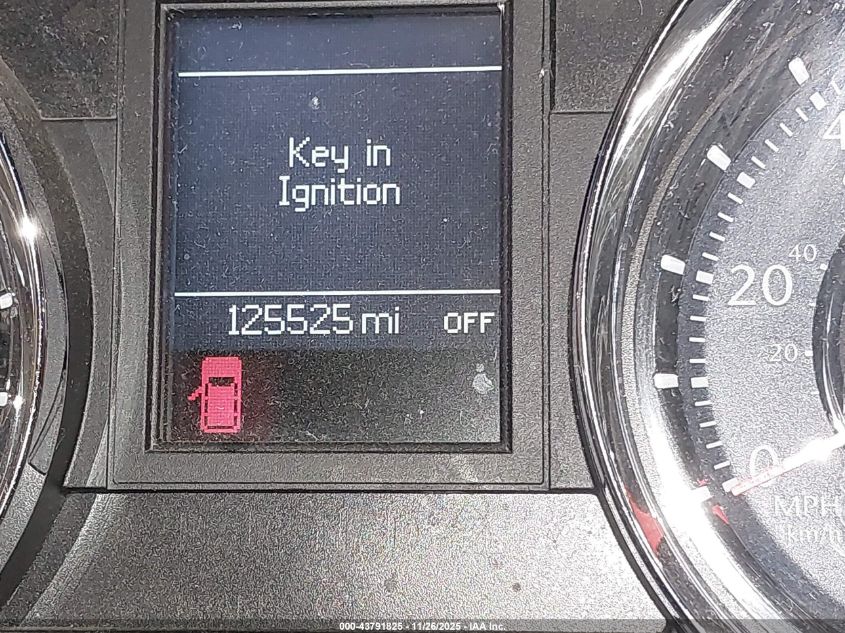 Key in
Ignition
125525 mi OFF
40
20
20
0
MPH
km/h
000-43791825 - 11/26/2025 - IAA Inc.